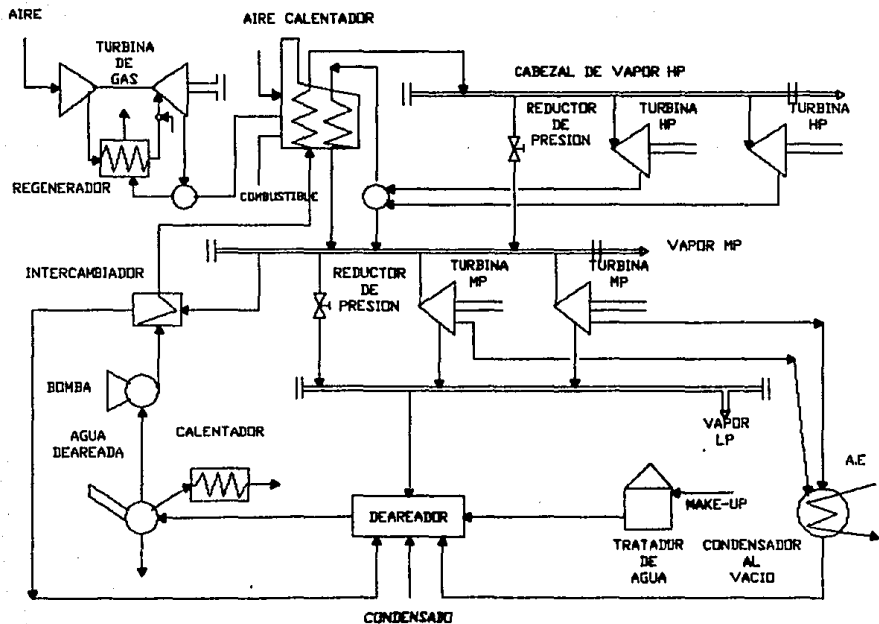 AIRE
AIRE CALENTADOR
TURBINA
DE
GAS
CABEZAL DE VAPOR HP
REDUCTOR
DE
PRESION
TURBINA
HP
TURBINA
HP
REGENERADOR
COMBUSTIBLE
VAPOR MP
INTERCAMBIADOR
REDUCTOR
DE
PRESION
TURBINA
MP
TURBINA
MP
BOMBA
VAPOR
LP
AGUA
DEAREADA
CALENTADOR
A.E
DEAREADOR
MAKE-UP
TRATADOR
DE
AGUA
CONDENSADOR
AL
VACIO
CONDENSADO